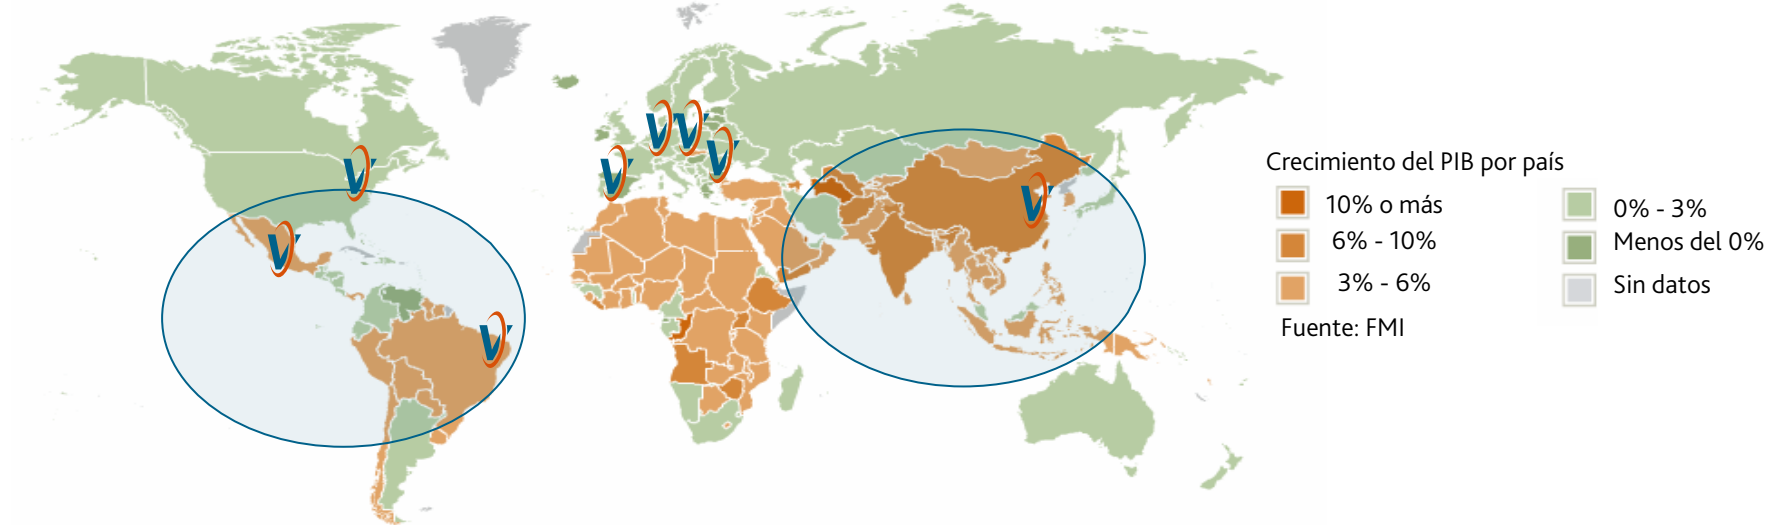 Crecimiento del PIB por país
10% o más
6% - 10%
3% - 6%
0% - 3%
Menos del 0%
Sin datos
Fuente: FMI